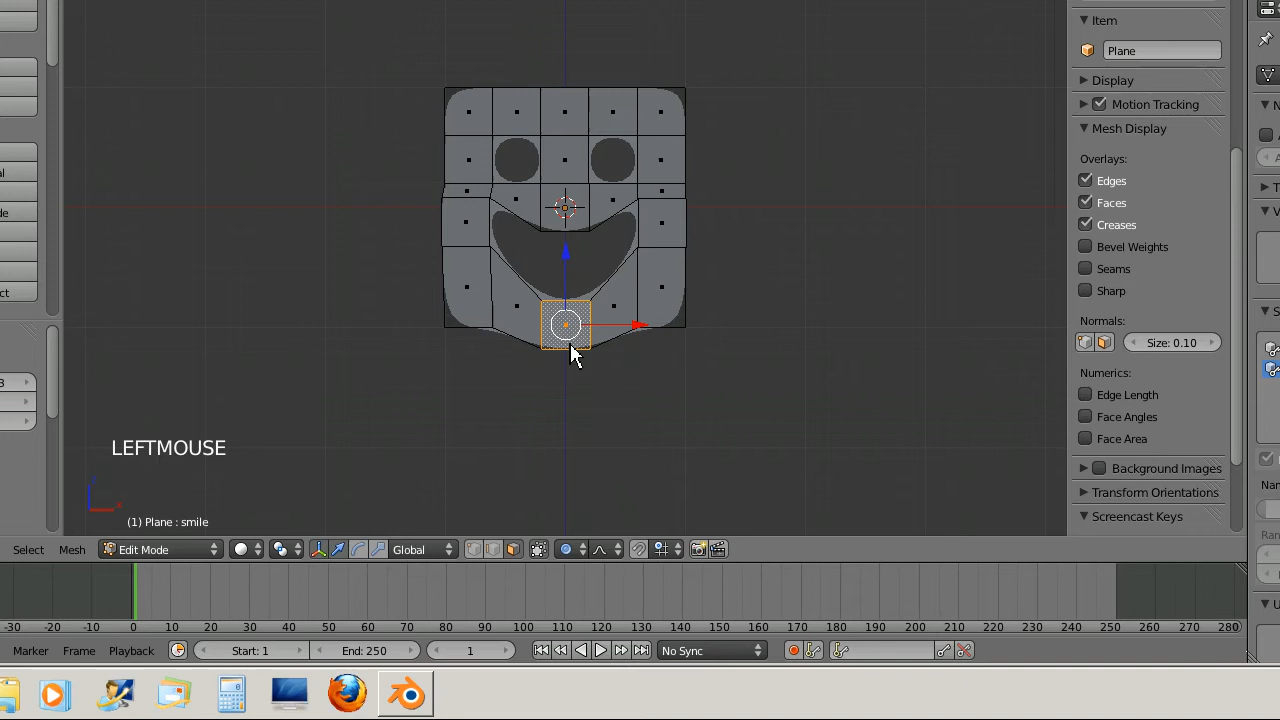 Item
Plane
Display
Motion Tracking
Mesh Display
Overlays:
Edges
Faces
Creases
Bevel Weights
Seams
Sharp
Normals:
Size: 0.10
Numerics:
Edge Length
Face Angles
Face Area
Background Images
Transform Orientations
Screencast Keys
LEFTMOUSE
(1) Plane : smile
Select Mesh Edit Mode Global
-30 -20 -10 0 10 20 30 40 50 60 70 80 90 100 110 120 130 140 150 160 170 180 190 200 210 220 230 240 250 260 270 280
Marker Frame Playback Start: 1 End: 250 1 No Sync